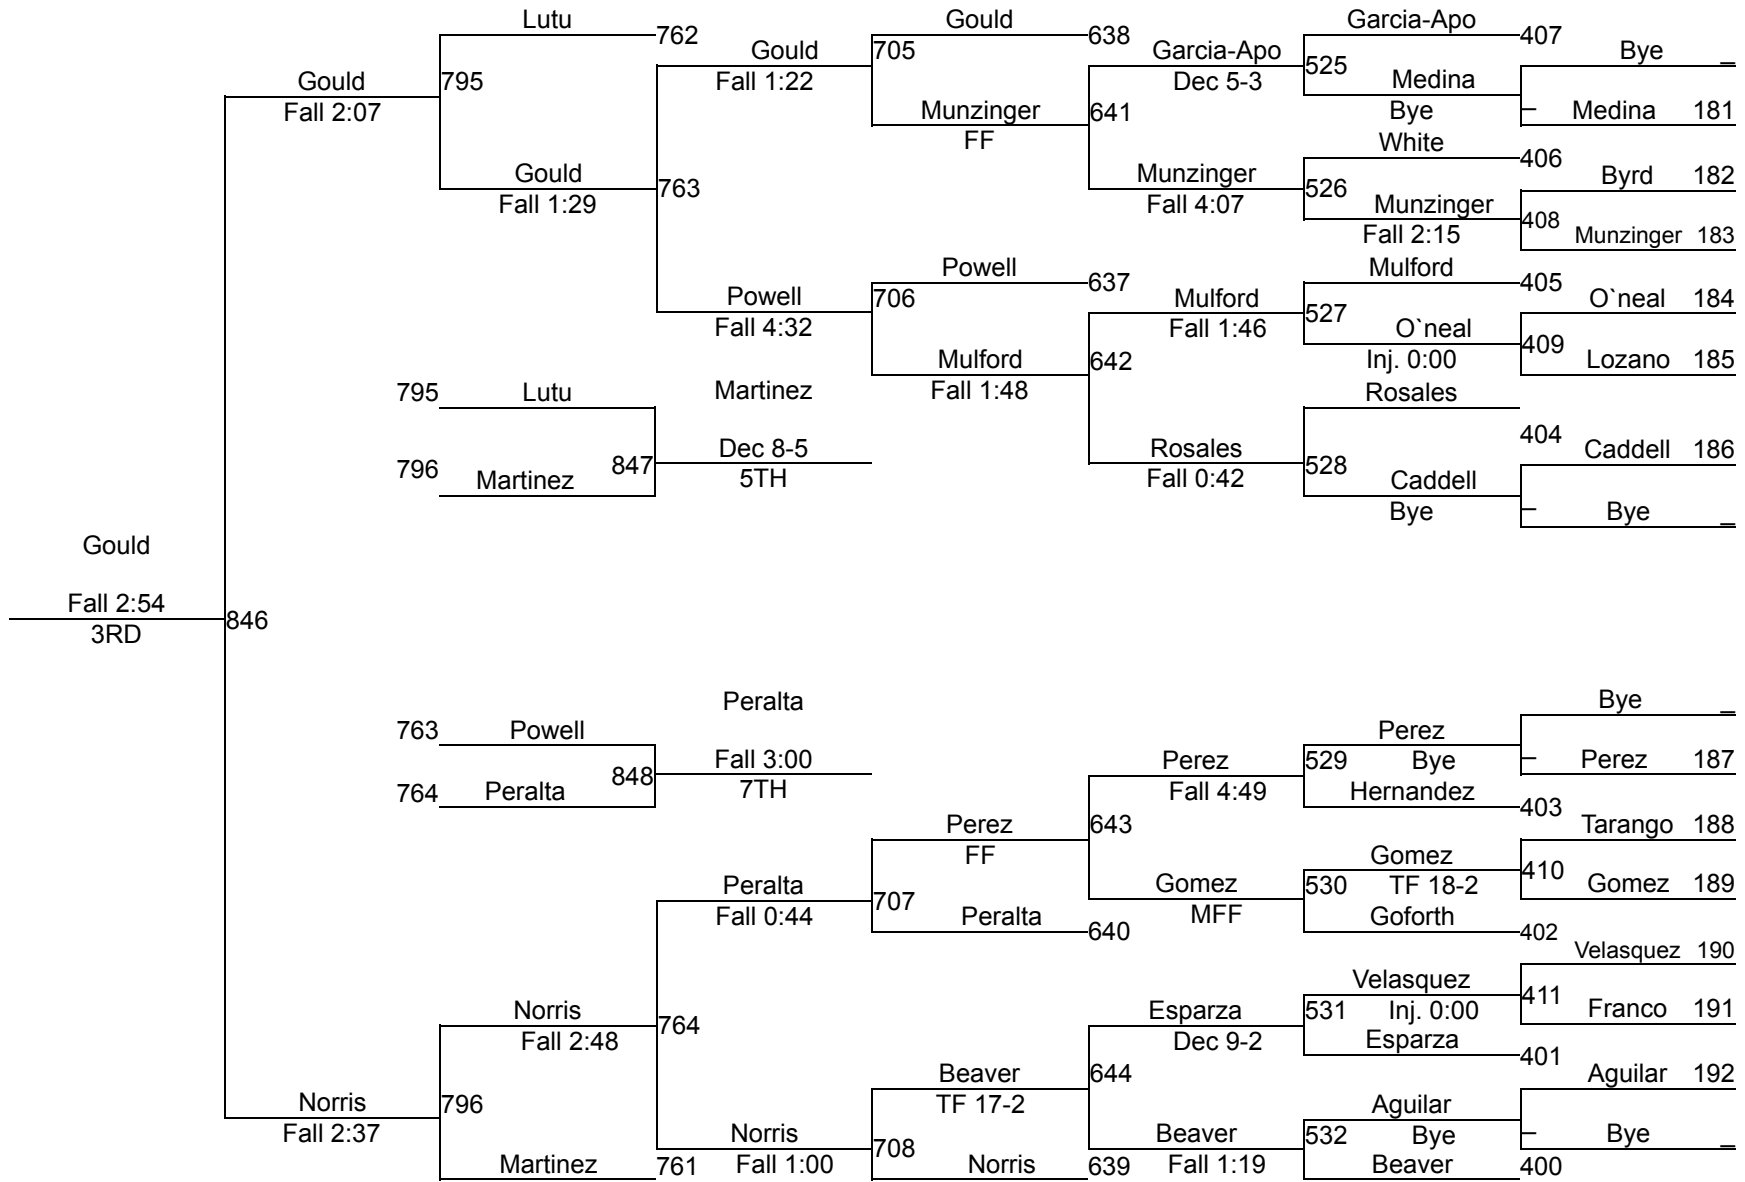 Lutu Gould Garcia-Apo
762 638 407
Gould 705 Garcia-Apo Bye _
Gould 795 Fall 1:22 Dec 5-3 525 Medina
Fall 2:07 Munzinger 641 Bye _ Medina 181
FF White
406
Gould Munzinger Byrd 182
763 526
Fall 1:29 Fall 4:07 Munzinger 408
Fall 2:15 Munzinger 183
Powell Mulford
637 405
Powell 706 Mulford O`neal 184
Fall 4:32 Fall 1:46 527 O`neal
Mulford 642 Inj. 0:00 409 Lozano 185
795 Lutu Martinez Fall 1:48 Rosales
404
Dec 8-5 Rosales Caddell 186
796 Martinez 847 5TH Fall 0:42 528 Caddell
Bye _ Bye _
Gould
Fall 2:54
846
3RD
Peralta Bye _
763 Powell Perez
Fall 3:00 Perez 529 Bye _ Perez 187
764 Peralta 848 7TH Fall 4:49 Hernandez
403
Perez 643 Tarango 188
FF Gomez
410
Peralta Gomez 530 TF 18-2 Gomez 189
Fall 0:44 707 Peralta MFF Goforth
640 402
Velasquez 190
Velasquez
Norris Esparza 531 Inj. 0:00 411 Franco 191
764
Fall 2:48 Dec 9-2 Esparza
401
Beaver 644 Aguilar 192
Norris 796 TF 17-2 Aguilar
Fall 2:37 Norris 708 Beaver 532 Bye _ Bye _
Martinez 761 Fall 1:00 Norris 639 Fall 1:19 Beaver 400